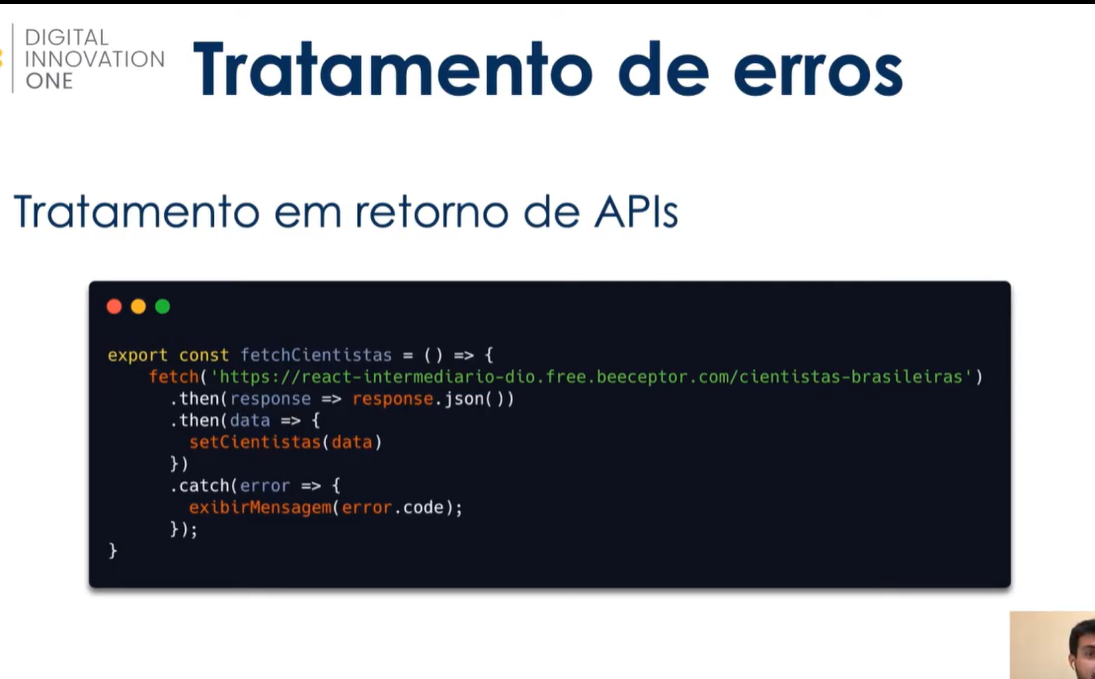 DIGITAL
INNOVATION
ONE
Tratamento de erros
Tratamento em retorno de APIs
export const fetchCientistas = () => {
    fetch('https://react-intermediario-dio.free.beeceptor.com/cientistas-brasileiras')
      .then(response => response.json())
      .then(data => {
        setCientistas(data)
      })
      .catch(error => {
        exibirMensagem(error.code);
      });
}